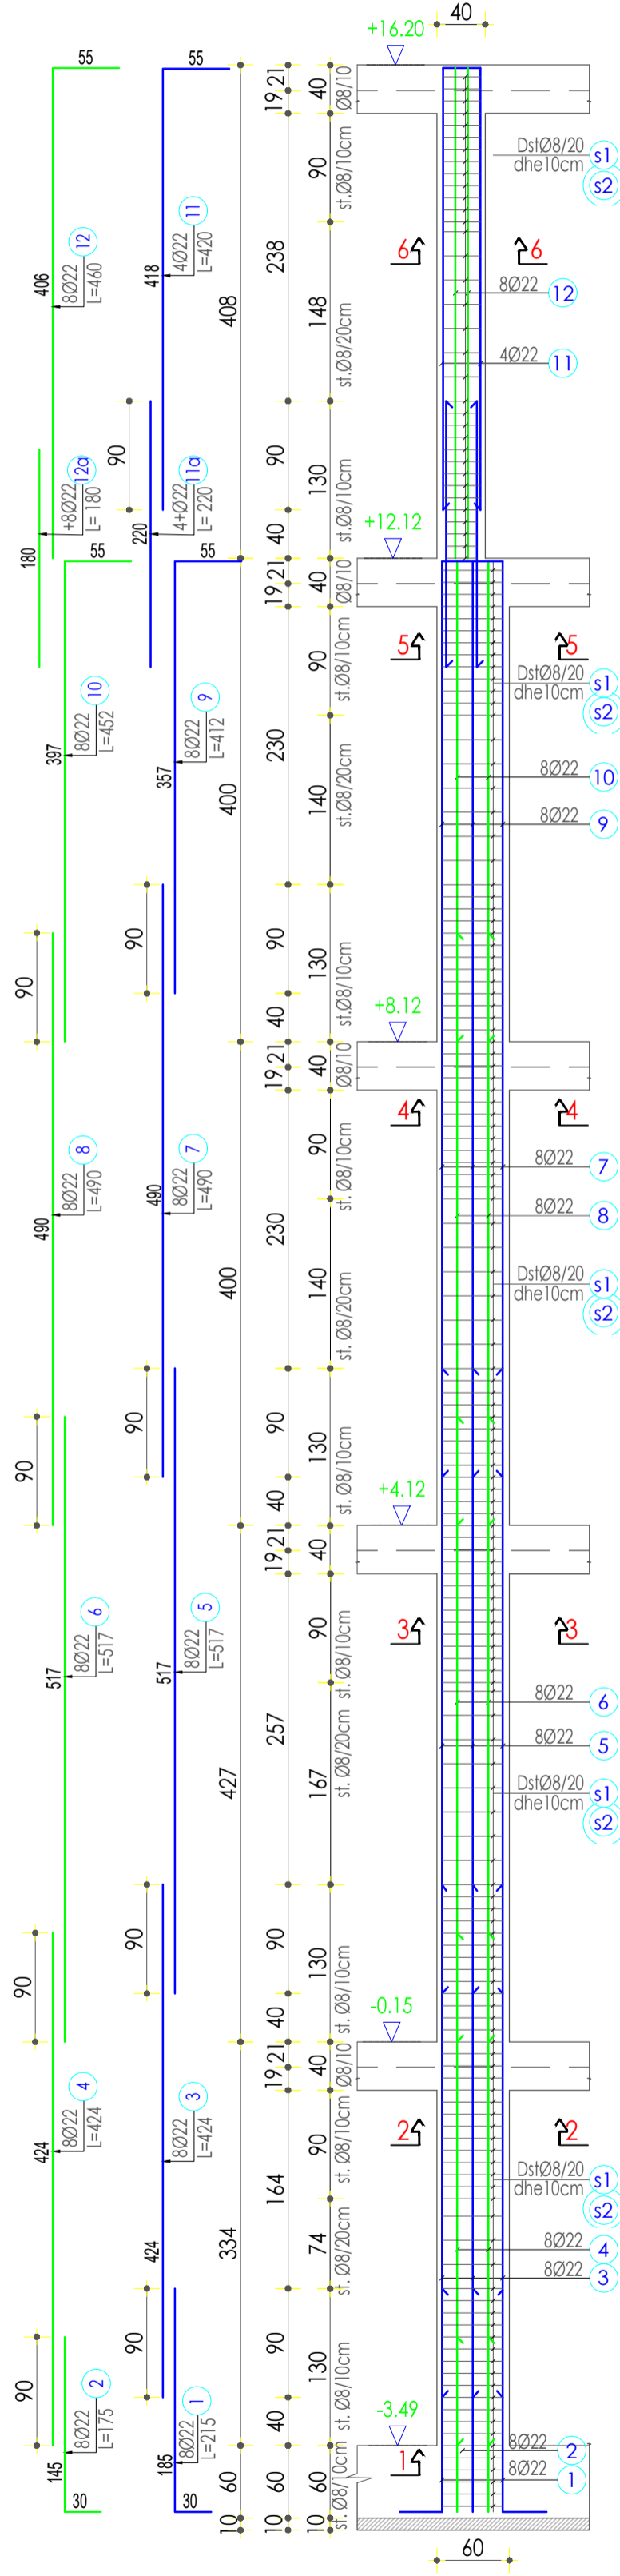 40
+16.20
55
55
19,21
40
Ø8/10
DstØ8/20
dhe10cm
s1
s2
90
st.Ø8/10cm
12
8Ø22
L=460
406
11
4Ø22
L=420
418
408
238
6
6
8Ø22
12
148
st.Ø8/20cm
4Ø22
11
90
12a
+8Ø22
L= 180
180
11a
4+Ø22
L= 220
220
90
40
130
st.Ø8/10cm
+12.12
55
55
19,21
40
Ø8/10
90
st.Ø8/10cm
5
5
DstØ8/20
dhe10cm
s1
s2
10
8Ø22
L=452
397
9
8Ø22
L=412
357
400
230
140
st.Ø8/20cm
8Ø22
10
8Ø22
9
90
90
90
40
130
st.Ø8/10cm
+8.12
19,21
40
Ø8/10
4
4
90
st. Ø8/10cm
8
8Ø22
L=490
490
7
8Ø22
L=490
490
400
230
140
st. Ø8/20cm
8Ø22
7
8Ø22
8
DstØ8/20
dhe10cm
s1
s2
90
90
90
40
130
st. Ø8/10cm
+4.12
19,21
40
90
st. Ø8/10cm
3
3
6
8Ø22
L=517
517
5
8Ø22
L=517
517
427
257
167
st. Ø8/20cm
8Ø22
6
8Ø22
5
DstØ8/20
dhe10cm
s1
s2
90
90
90
40
130
st. Ø8/10cm
-0.15
19,21
40
Ø8/10
4
8Ø22
L=424
424
3
8Ø22
L=424
424
334
164
90
st. Ø8/10cm
74
st. Ø8/20cm
2
2
DstØ8/20
dhe10cm
s1
s2
8Ø22
4
8Ø22
3
90
90
90
40
130
st. Ø8/10cm
-3.49
2
8Ø22
L=175
145
30
1
8Ø22
L=215
185
30
60
60
60
10
10
10
st. Ø8/10cm
1
8Ø22
2
8Ø22
1
60